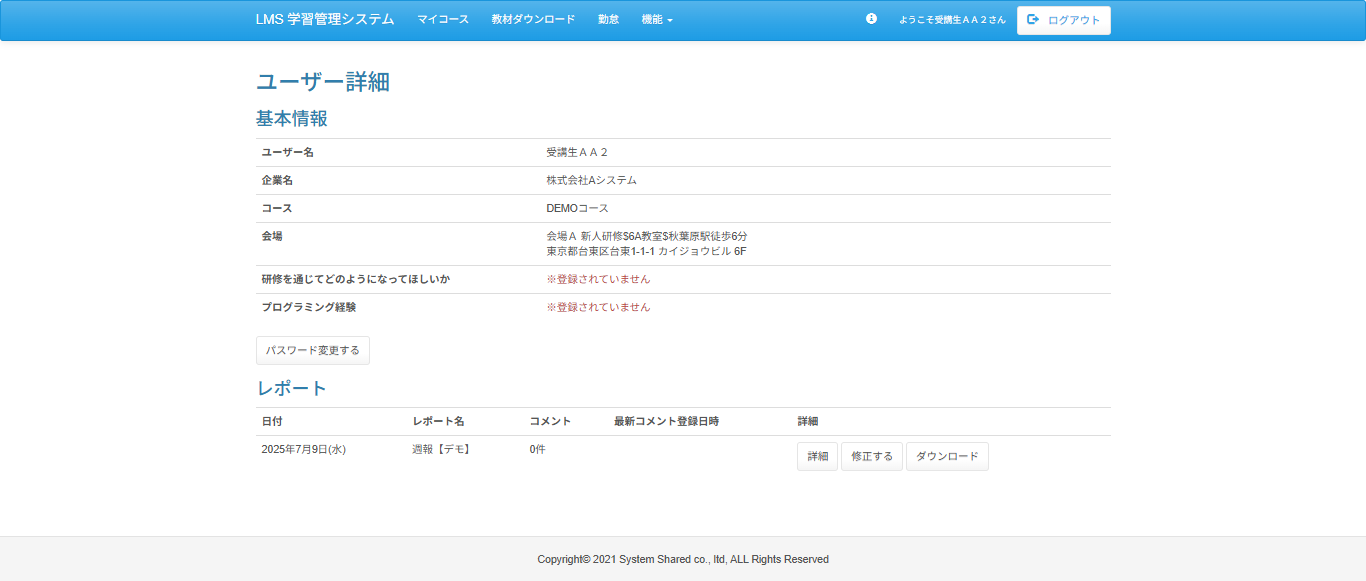 LMS 学習管理システム マイコース 教材ダウンロード 勤怠 機能 ようこそ受講生ＡＡ２さん ログアウト
ユーザー詳細
基本情報
ユーザー名 受講生ＡＡ２
企業名 株式会社Aシステム
コース DEMOコース
会場 会場Ａ 新人研修$6A教室$秋葉原駅徒歩6分
東京都台東区台東1-1-1 カイジョウビル 6F
研修を通じてどのようになってほしいか ※登録されていません
プログラミング経験 ※登録されていません
パスワード変更する
レポート
日付 レポート名 コメント 最新コメント登録日時 詳細
2025年7月9日(水) 週報【デモ】 0件 詳細 修正する ダウンロード
Copyright© 2021 System Shared co., ltd, ALL Rights Reserved